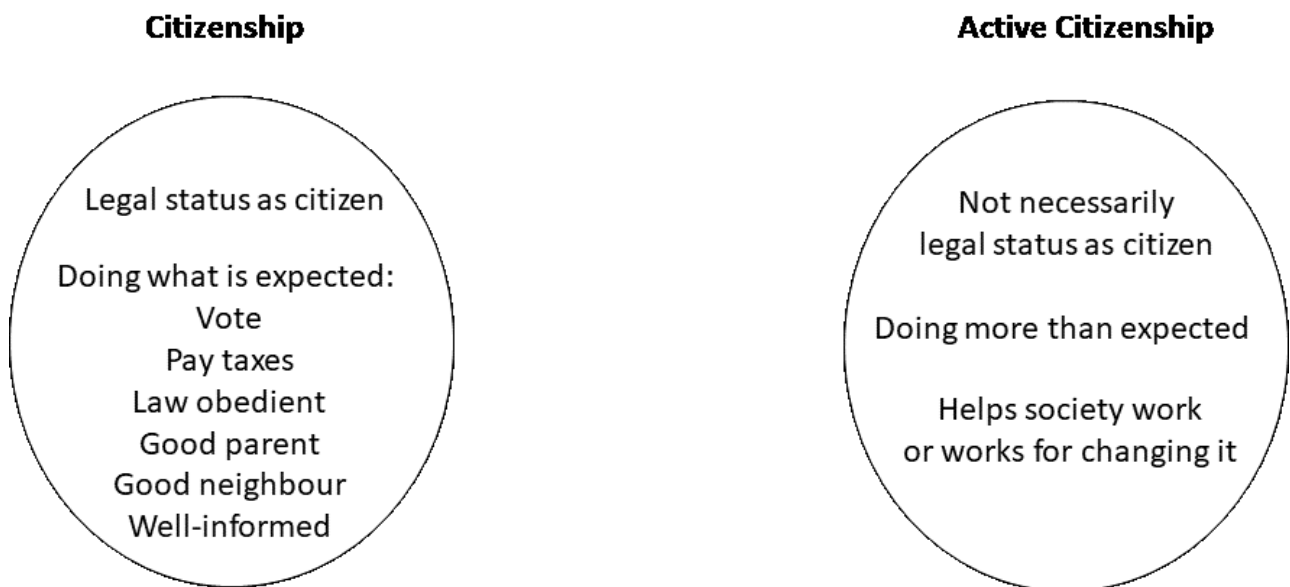 Citizenship
Legal status as citizen
Doing what is expected:
Vote
Pay taxes
Law obedient
Good parent
Good neighbour
Well-informed
Active Citizenship
Not necessarily
legal status as citizen
Doing more than expected
Helps society work
or works for changing it